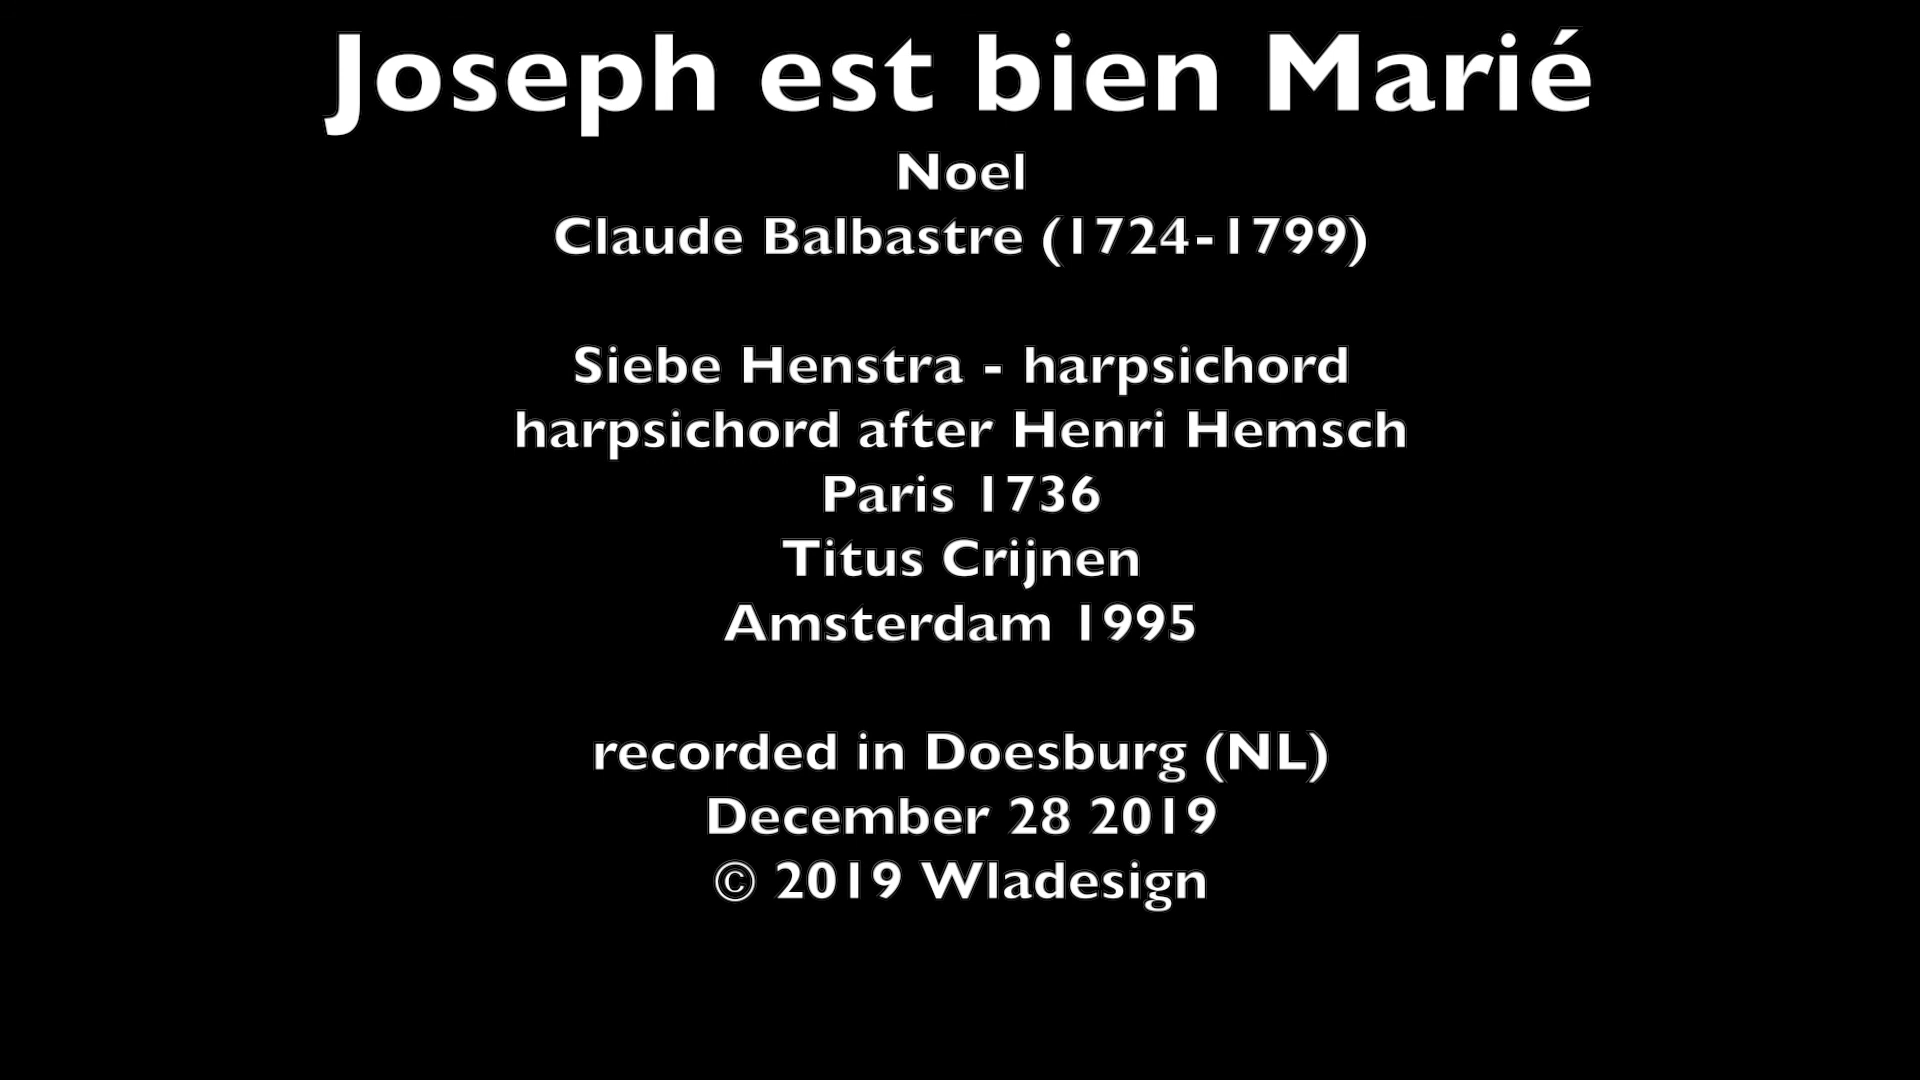 Joseph est bien Marié
Noel
Claude Balbastre (1724-1799)
Siebe Henstra - harpsichord
harpsichord after Henri Hemsch
Paris 1736
Titus Crijnen
Amsterdam 1995
recorded in Doesburg (NL)
December 28 2019
© 2019 Wladesign